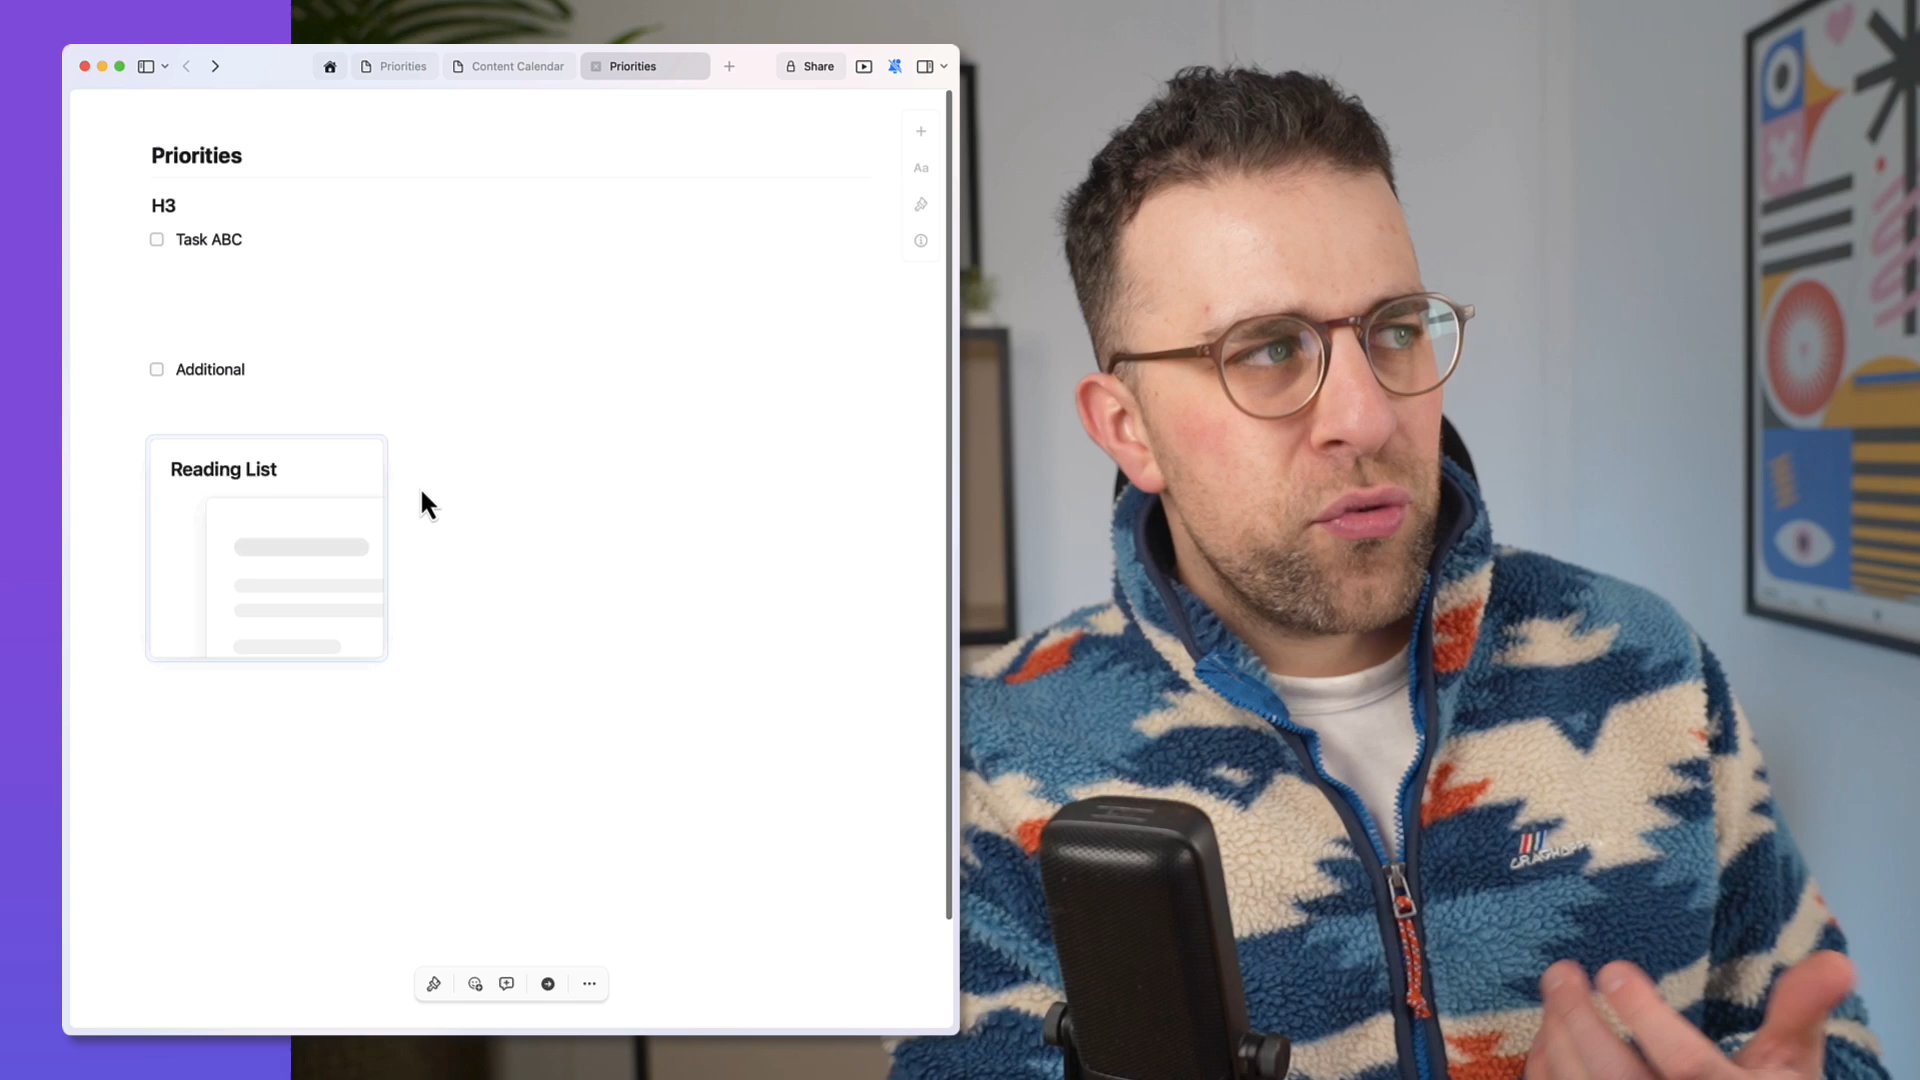 Priorities
Content Calendar
Priorities
Share
Priorities
Aa
H3
Task ABC
Additional
Reading List